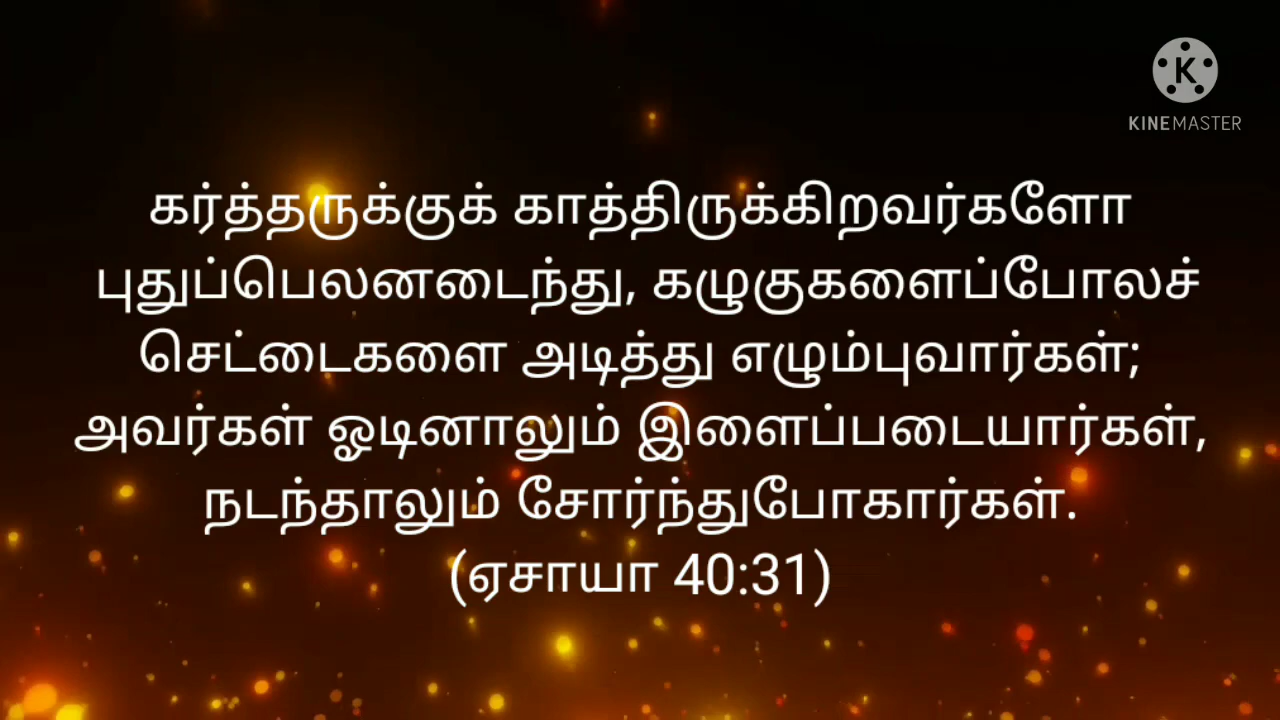 K
KINEMASTER
கர்த்தருக்குக் காத்திருக்கிறவர்களோ
புதுப்பெலனடைந்து, கழுகுகளைப்போலச்
செட்டைகளை அடித்து எழும்புவார்கள்;
அவர்கள் ஓடினாலும் இளைப்படையார்கள்,
நடந்தாலும் சோர்ந்துபோகார்கள்.
(ஏசாயா 40:31)